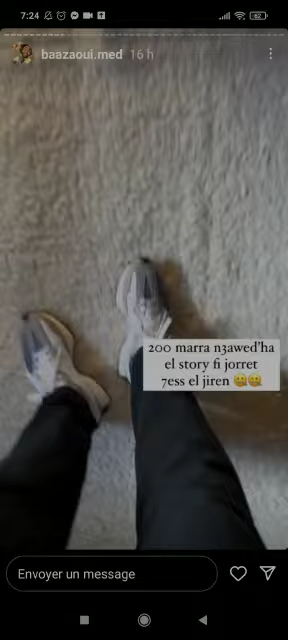 7:24
62
baazaoui.med 16 h
200 marra n3awed'ha
el story fi jorret
7ess el jiren 🤐🤐
Envoyer un message